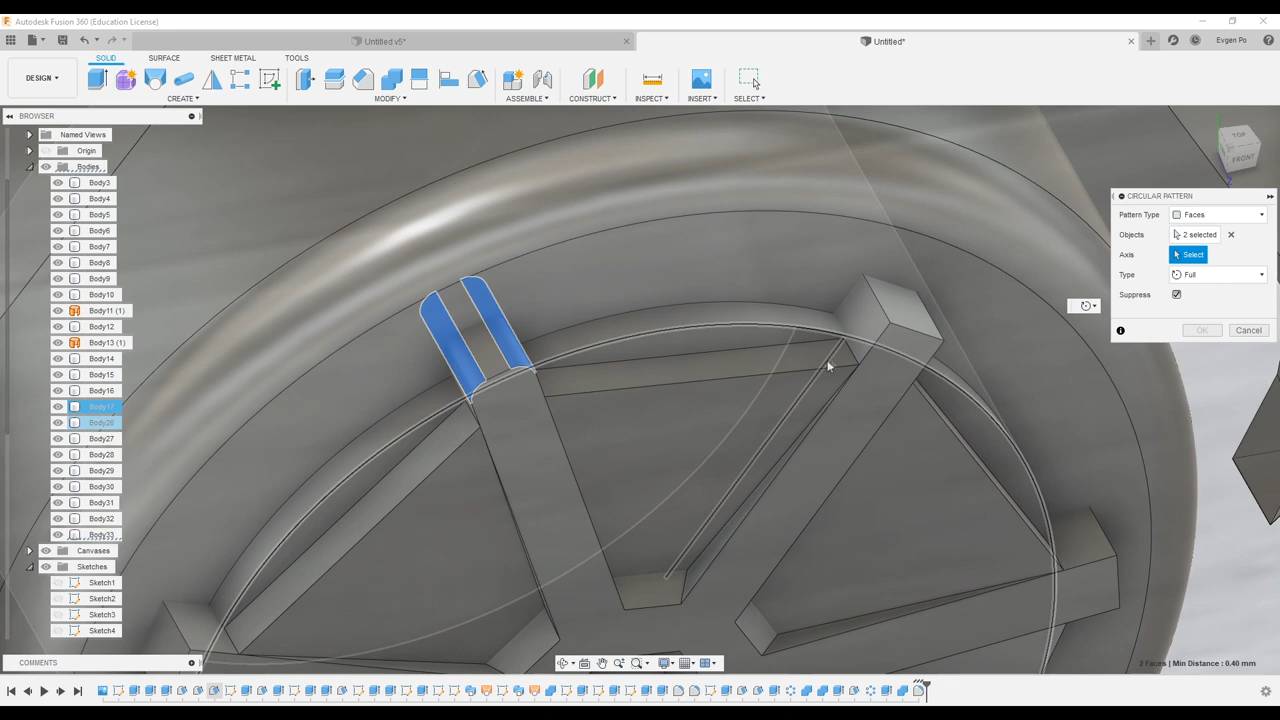 Autodesk Fusion 360 (Education License)
Untitled v5*
Untitled*
Evgen Po
SOLID SURFACE SHEET METAL TOOLS
DESIGN
CREATE MODIFY ASSEMBLE CONSTRUCT INSPECT INSERT SELECT
BROWSER
Named Views
Origin
Bodies
Body3
Body4
Body5
Body6
Body7
Body8
Body9
Body10
Body11 (1)
Body12
Body13 (1)
Body14
Body15
Body16
Body17
Body26
Body27
Body28
Body29
Body30
Body31
Body32
Body33
Canvases
Sketches
Sketch1
Sketch2
Sketch3
Sketch4
TOP
FRONT
CIRCULAR PATTERN
Pattern Type Faces
Objects 2 selected
Axis Select
Type Full
Suppress
OK Cancel
COMMENTS
2 Faces | Min Distance : 0.40 mm